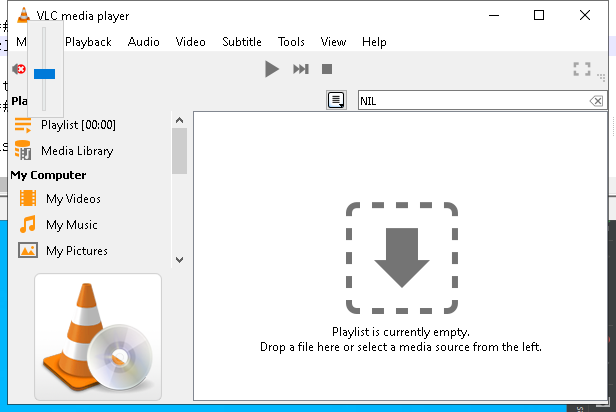 VLC media player
Playback Audio Video Subtitle Tools View Help
NIL
Playlist [00:00]
Media Library
My Computer
My Videos
My Music
My Pictures
Playlist is currently empty.
Drop a file here or select a media source from the left.